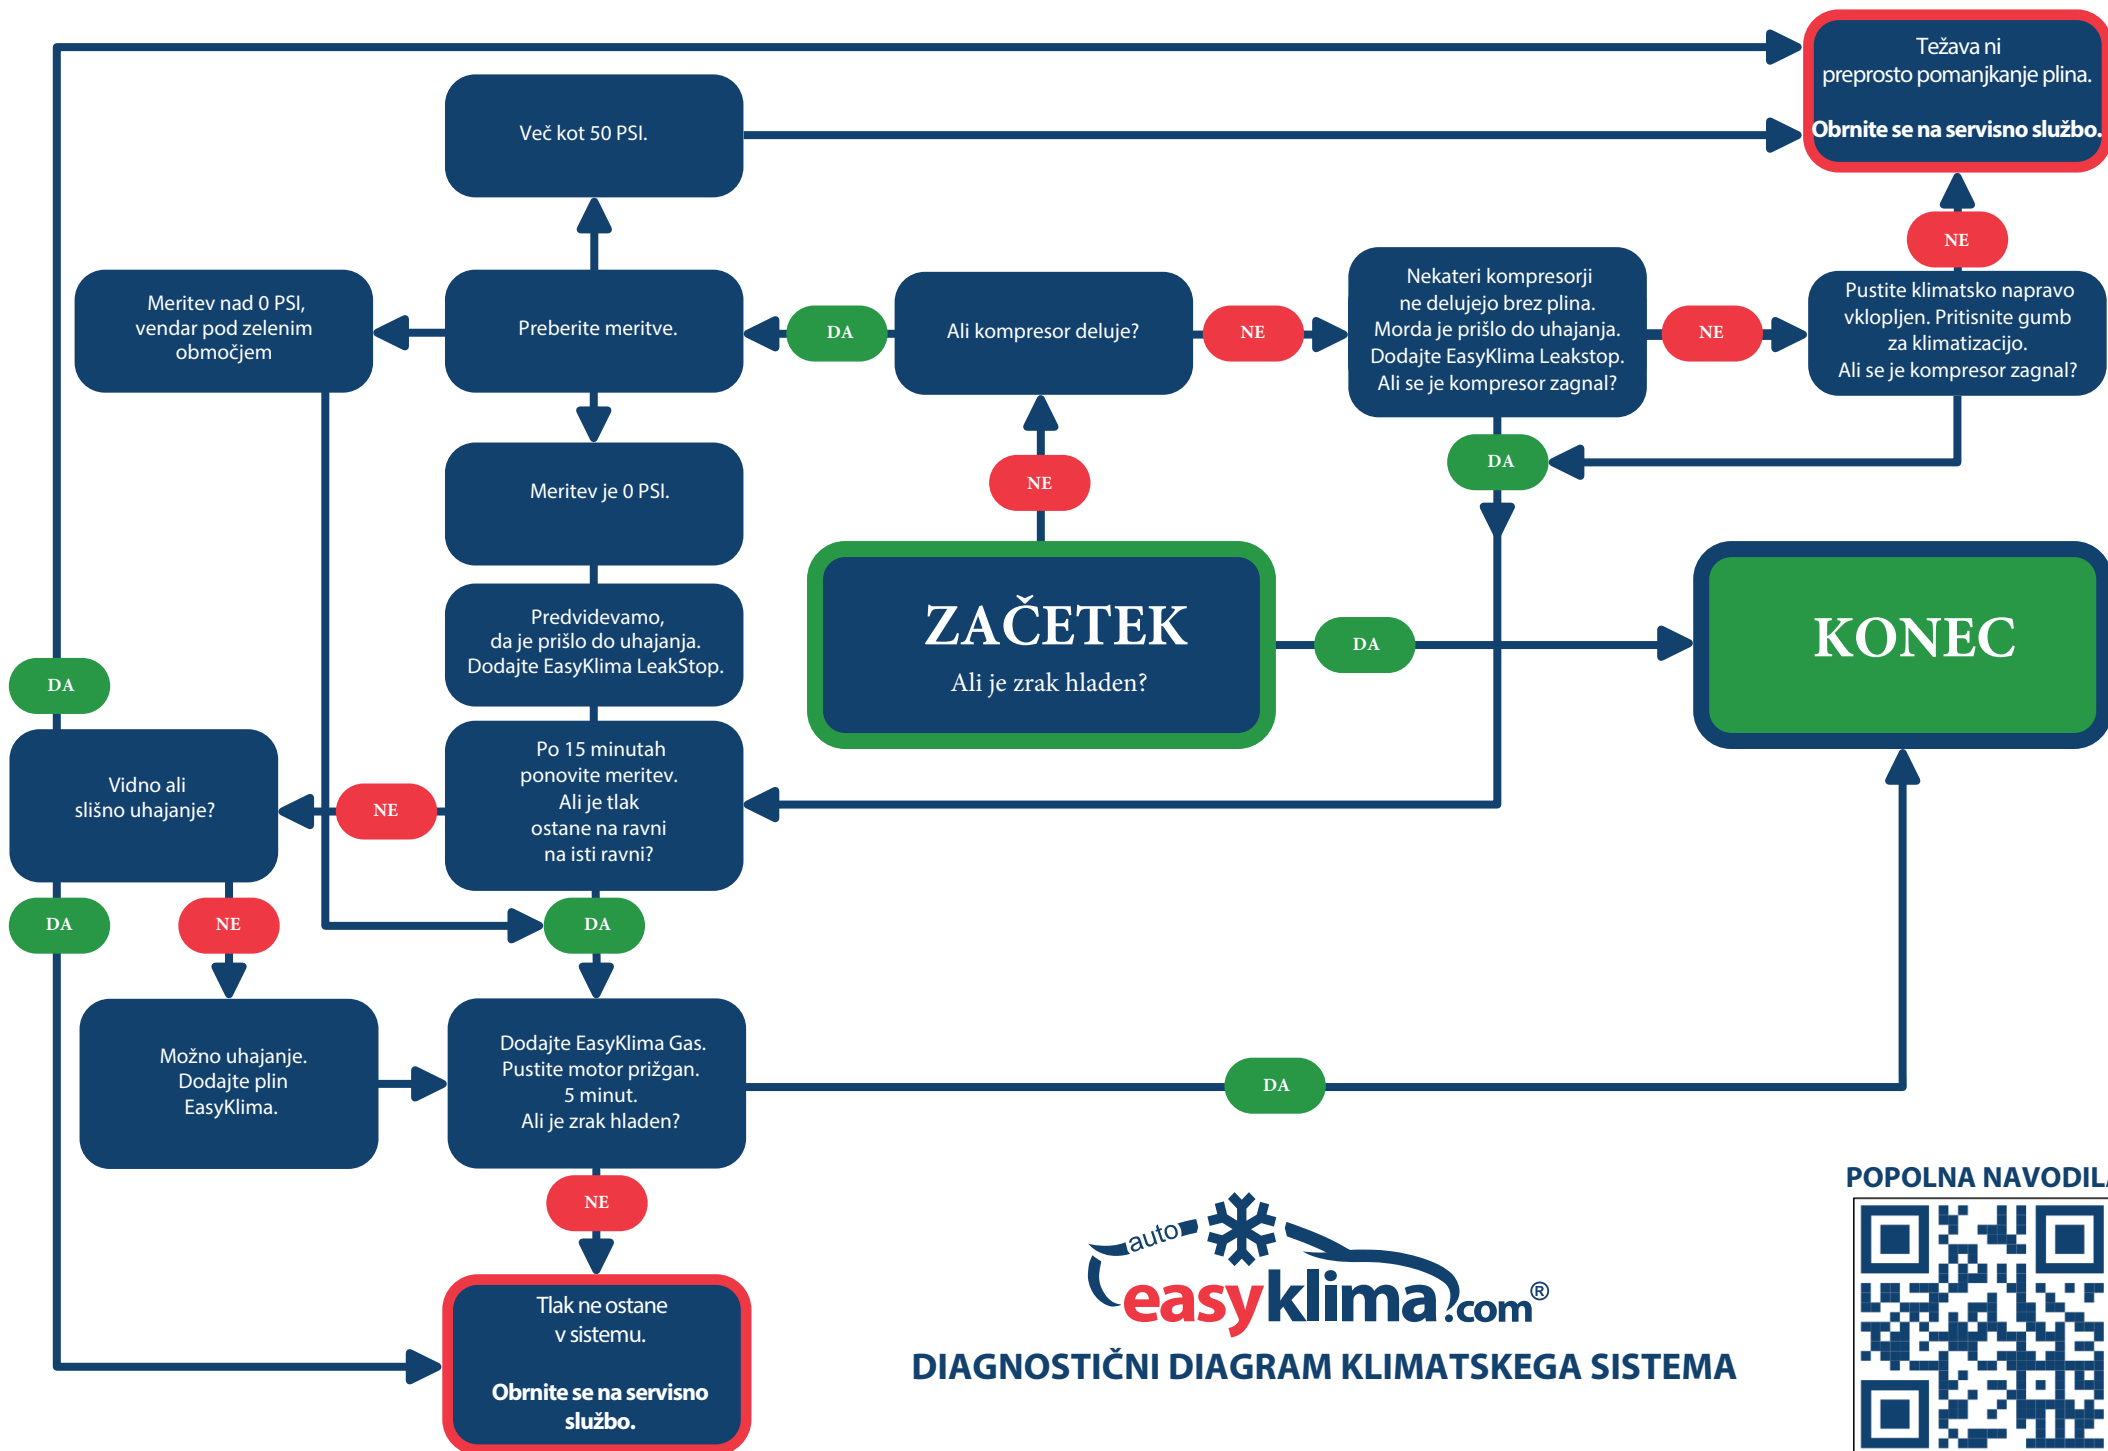 Težava ni
preprosto pomanjkanje plina.
Obrnite se na servisno službo.
Več kot 50 PSI.
NE
Meritev nad 0 PSI,
vendar pod zelenim
območjem
Preberite meritve.
DA
Ali kompresor deluje?
NE
Nekateri kompresorji
ne delujejo brez plina.
Morda je prišlo do uhajanja.
Dodajte EasyKlima Leakstop.
Ali se je kompresor zagnal?
NE
Pustite klimatsko napravo
vklopljen. Pritisnite gumb
za klimatizacijo.
Ali se je kompresor zagnal?
DA
NE
Meritev je 0 PSI.
ZAČETEK
Ali je zrak hladen?
DA
KONEC
Predvidevamo,
da je prišlo do uhajanja.
Dodajte EasyKlima LeakStop.
DA
Vidno ali
slišno uhajanje?
NE
Po 15 minutah
ponovite meritev.
Ali je tlak
ostane na ravni
na isti ravni?
DA
NE
DA
Možno uhajanje.
Dodajte plin
EasyKlima.
Dodajte EasyKlima Gas.
Pustite motor prižgan.
5 minut.
Ali je zrak hladen?
DA
NE
Tlak ne ostane
v sistemu.
Obrnite se na servisno
službo.
auto
easyklima.com®
DIAGNOSTIČNI DIAGRAM KLIMATSKEGA SISTEMA
POPOLNA NAVODILA